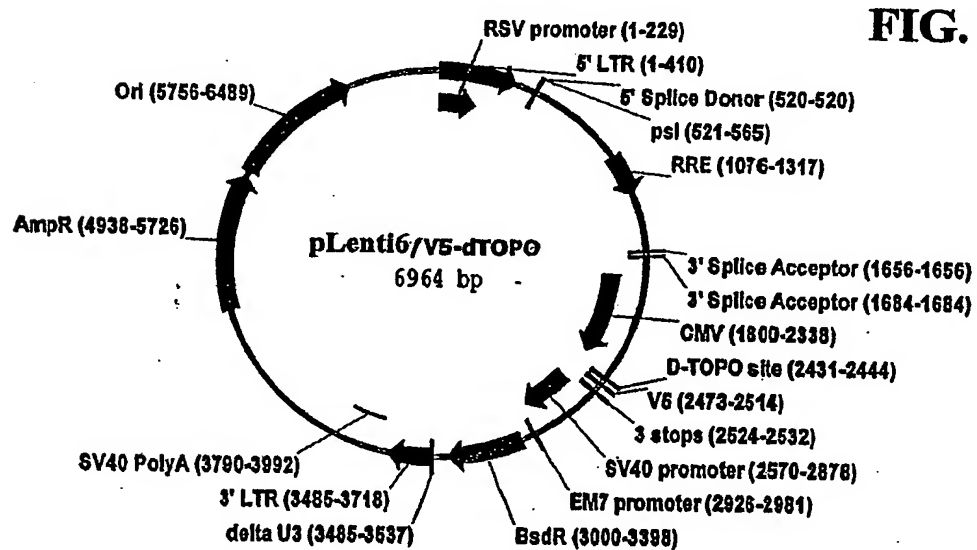 FIG.
RSV promoter (1-229)
5' LTR (1-410)
5' Splice Donor (520-520)
psi (521-565)
RRE (1076-1317)
3' Splice Acceptor (1656-1656)
3' Splice Acceptor (1684-1684)
CMV (1800-2338)
D-TOPO site (2431-2444)
V5 (2473-2514)
3 stops (2524-2532)
SV40 promoter (2570-2878)
EM7 promoter (2926-2981)
BsdR (3000-3398)
delta U3 (3485-3537)
3' LTR (3485-3718)
SV40 PolyA (3790-3992)
AmpR (4938-5726)
Ori (5756-6489)
pLenti6/V5-dTOPO
6964 bp